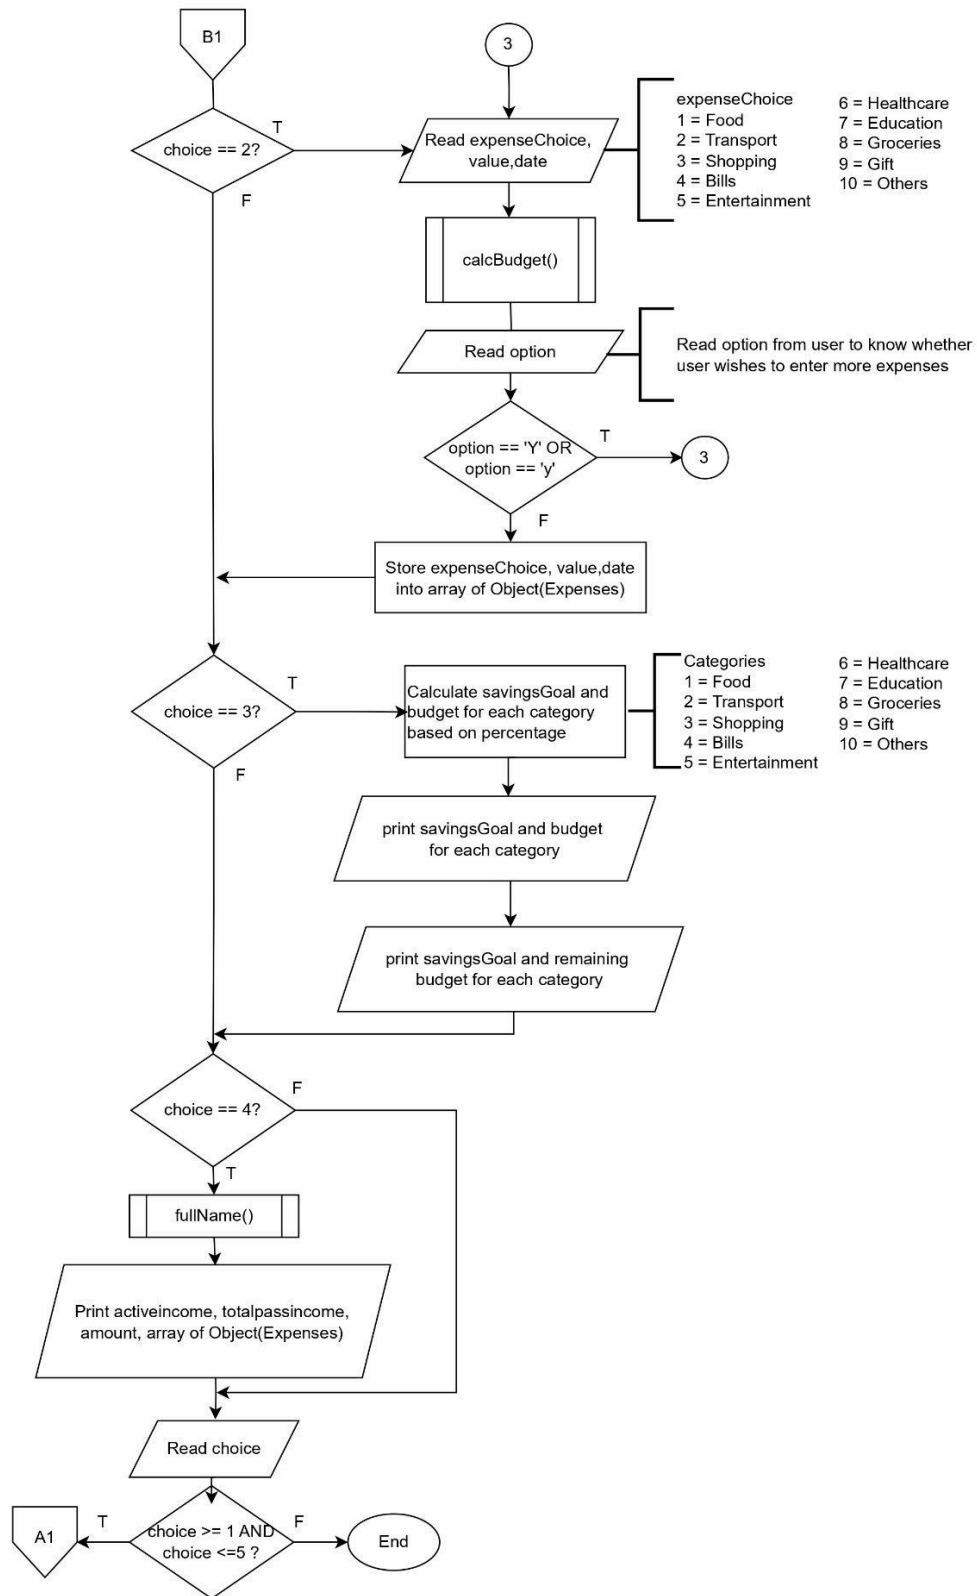 B1
3
choice == 2?
T
F
Read expenseChoice,
value,date
expenseChoice
1 = Food
2 = Transport
3 = Shopping
4 = Bills
5 = Entertainment
6 = Healthcare
7 = Education
8 = Groceries
9 = Gift
10 = Others
calcBudget()
Read option
Read option from user to know whether
user wishes to enter more expenses
option == 'Y' OR
option == 'y'
T
3
F
Store expenseChoice, value,date
into array of Object(Expenses)
choice == 3?
T
F
Calculate savingsGoal and
budget for each category
based on percentage
Categories
1 = Food
2 = Transport
3 = Shopping
4 = Bills
5 = Entertainment
6 = Healthcare
7 = Education
8 = Groceries
9 = Gift
10 = Others
print savingsGoal and budget
for each category
print savingsGoal and remaining
budget for each category
choice == 4?
F
T
fullName()
Print activeincome, totalpassincome,
amount, array of Object(Expenses)
Read choice
A1
T
choice >= 1 AND
choice <=5 ?
F
End